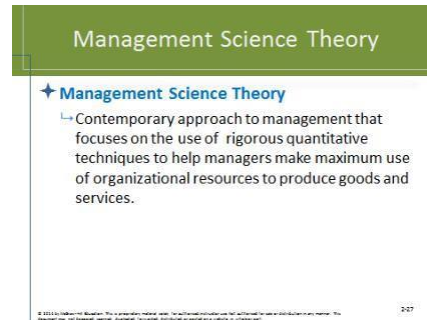 Management Science Theory
Management Science Theory
Contemporary approach to management that
focuses on the use of rigorous quantitative
techniques to help managers make maximum use
of organizational resources to produce goods and
services.
2-27